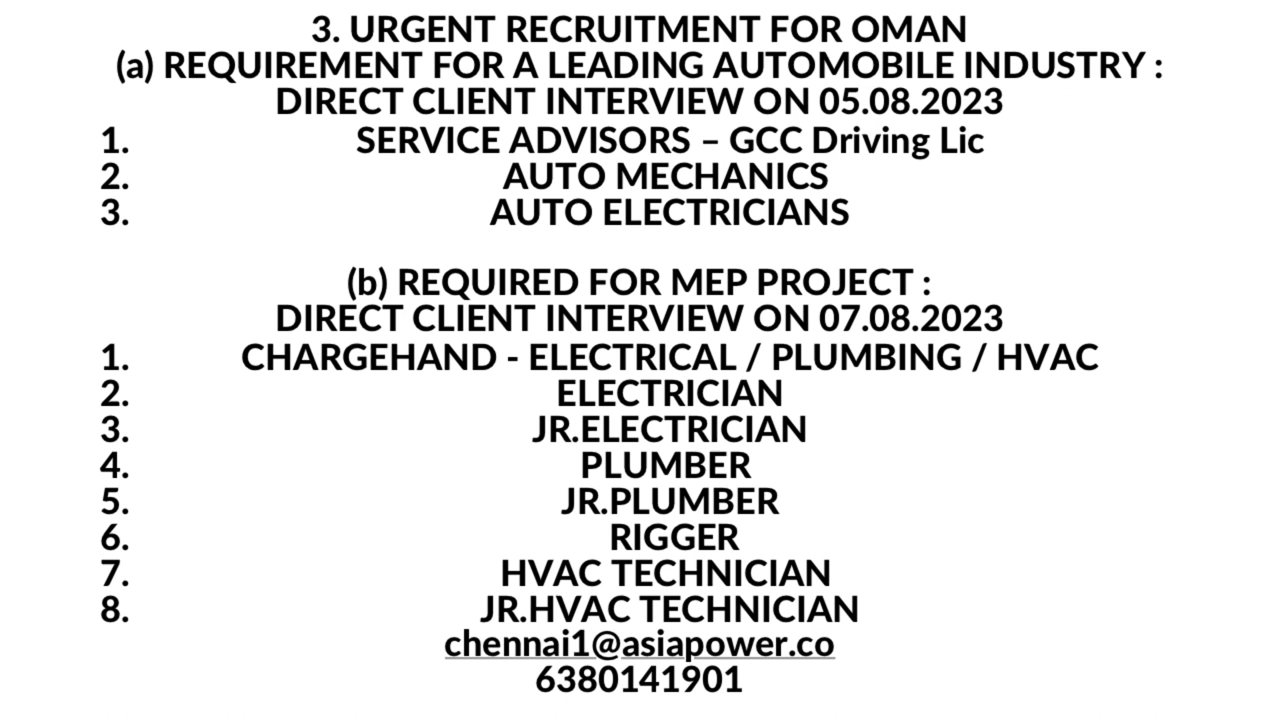 3. URGENT RECRUITMENT FOR OMAN
(a) REQUIREMENT FOR A LEADING AUTOMOBILE INDUSTRY :
DIRECT CLIENT INTERVIEW ON 05.08.2023
1. SERVICE ADVISORS – GCC Driving Lic
2. AUTO MECHANICS
3. AUTO ELECTRICIANS
(b) REQUIRED FOR MEP PROJECT :
DIRECT CLIENT INTERVIEW ON 07.08.2023
1. CHARGEHAND - ELECTRICAL / PLUMBING / HVAC
2. ELECTRICIAN
3. JR.ELECTRICIAN
4. PLUMBER
5. JR.PLUMBER
6. RIGGER
7. HVAC TECHNICIAN
8. JR.HVAC TECHNICIAN
chennai1@asiapower.co
6380141901